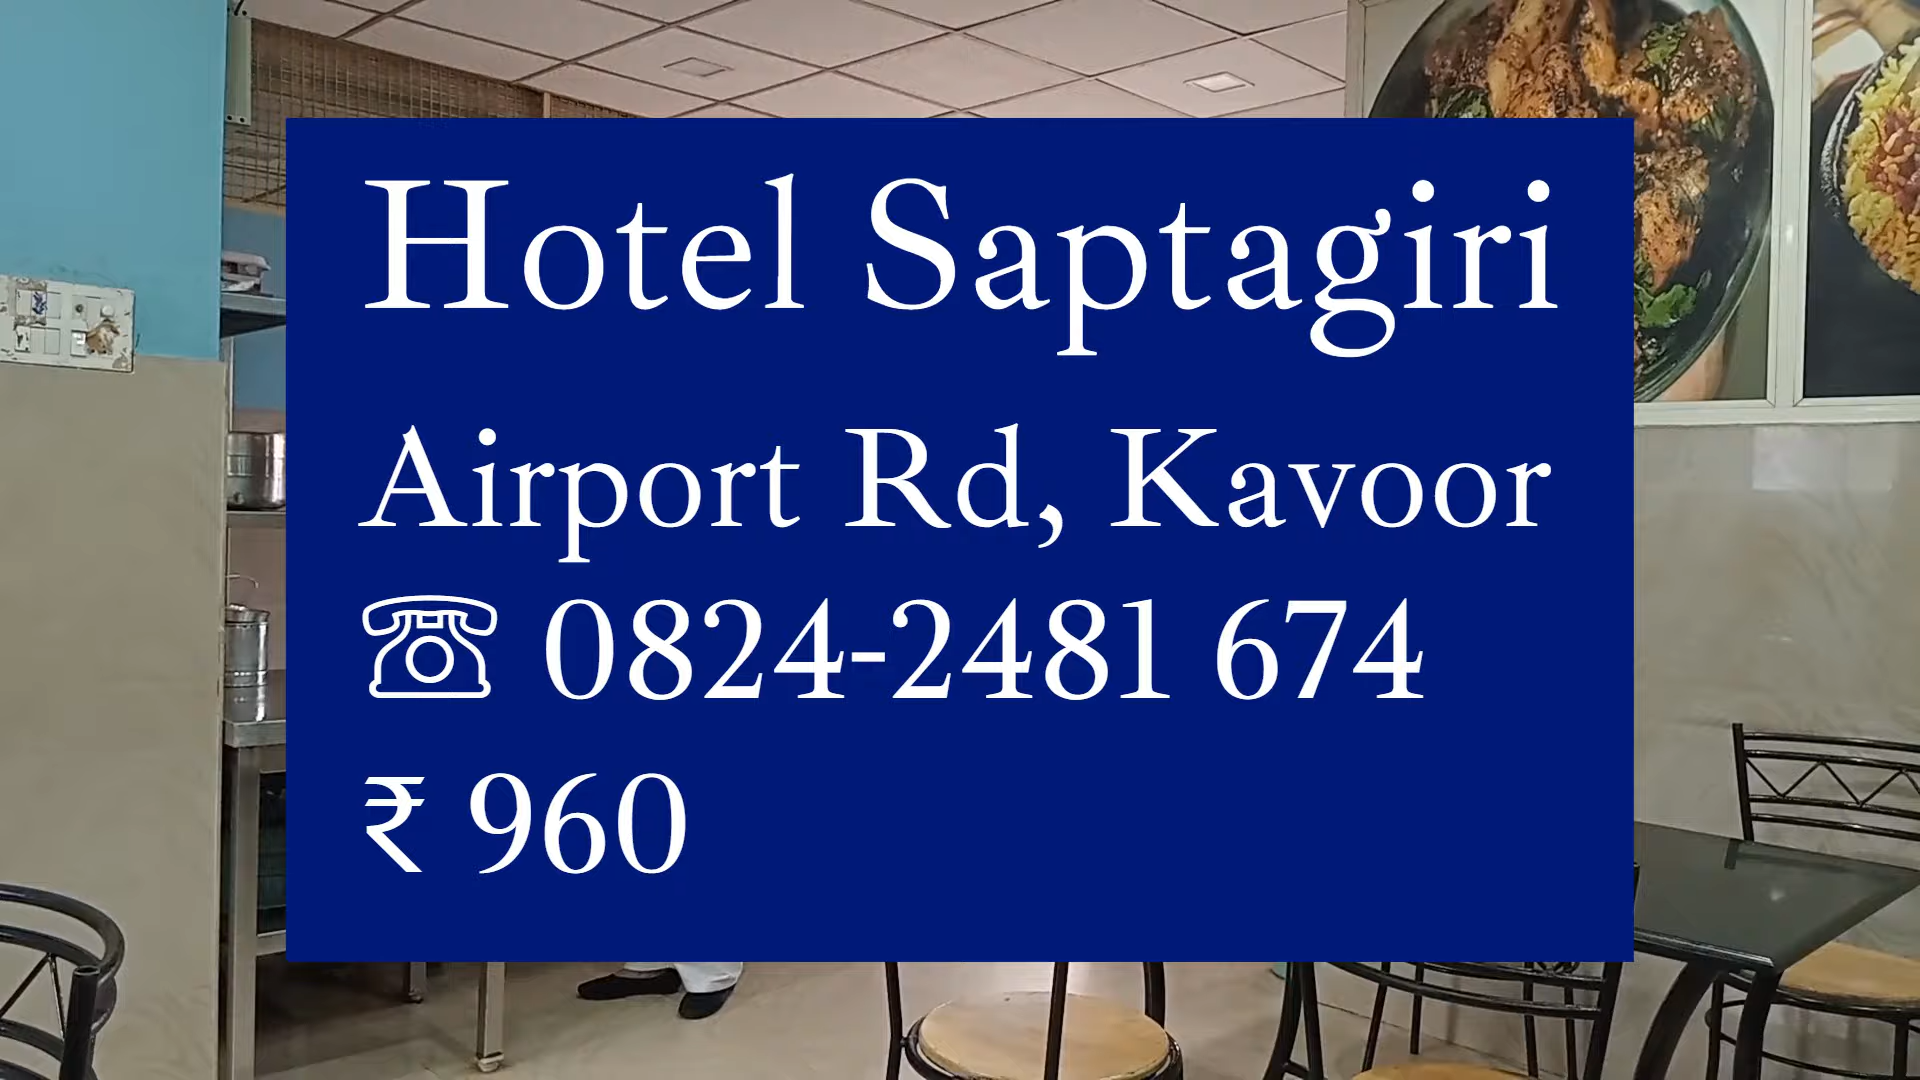 Hotel Saptagiri
Airport Rd, Kavoor
☏ 0824-2481 674
₹ 960